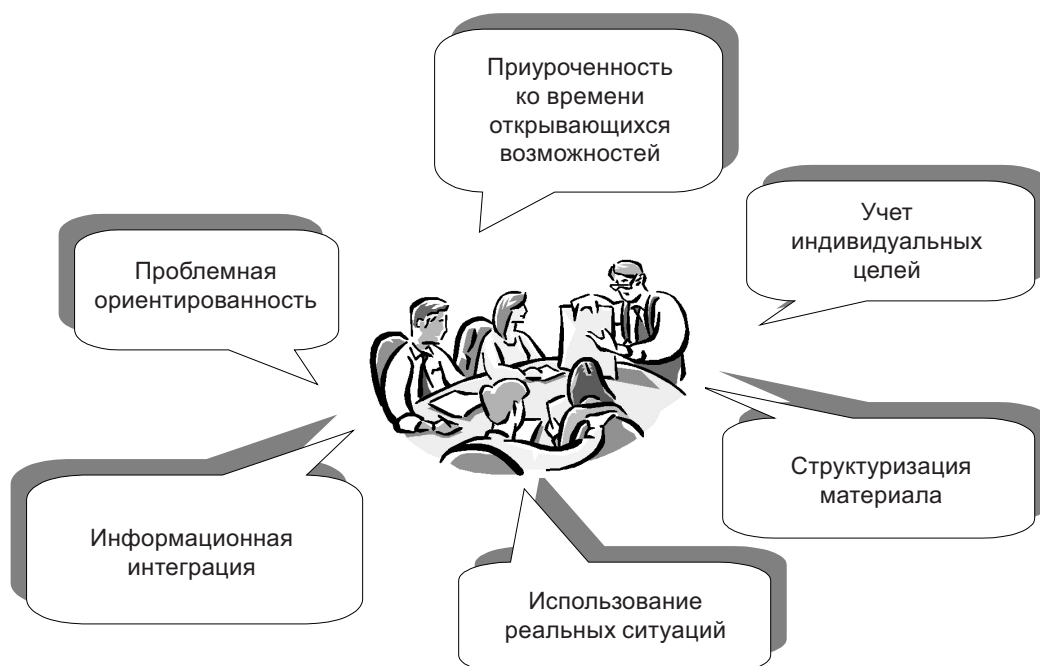 Приуроченность
ко времени
открывающихся
возможностей
Учет
индивидуальных
целей
Проблемная
ориентированность
Структуризация
материала
Информационная
интеграция
Использование
реальных ситуаций